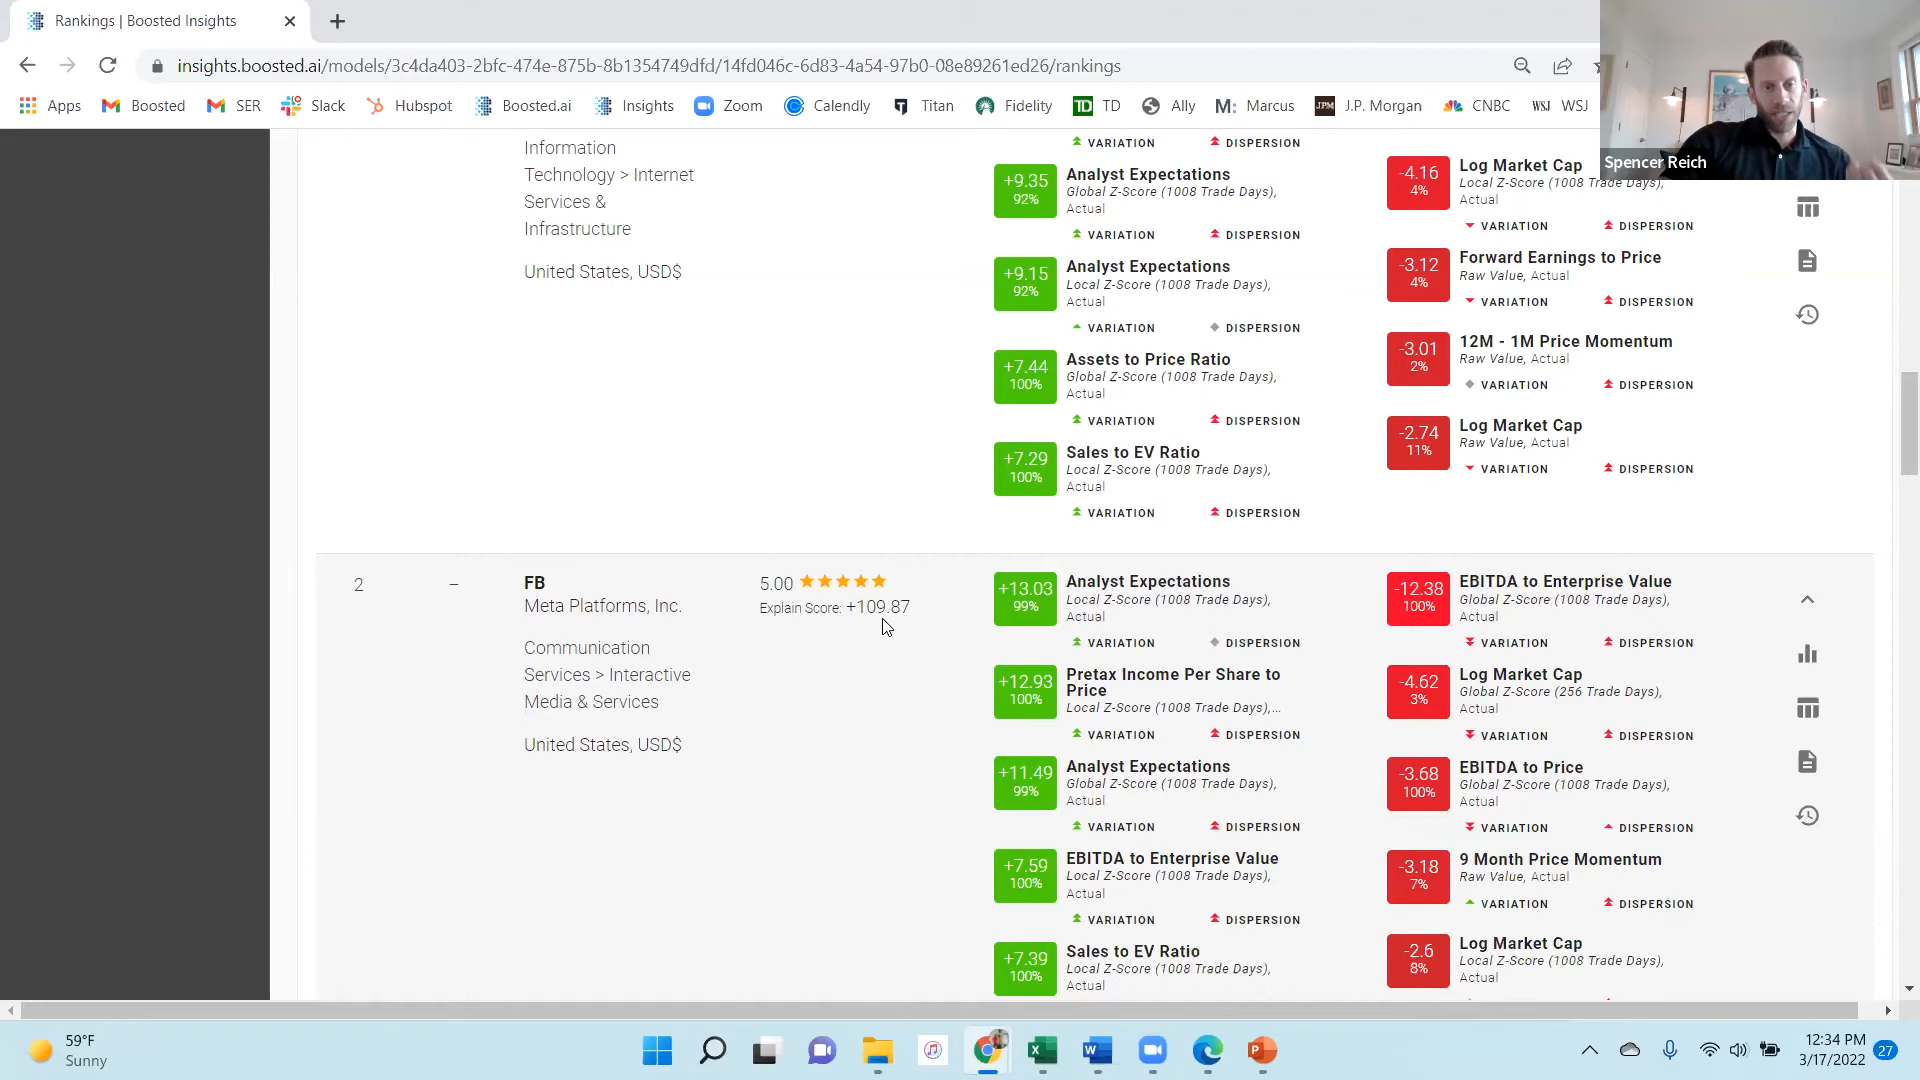 Rankings | Boosted Insights
insights.boosted.ai/models/3c4da403-2bfc-474e-875b-8b1354749dfd/14fd046c-6d83-4a54-97b0-08e89261ed26/rankings
Apps Boosted SER Slack Hubspot Boosted.ai Insights Zoom Calendly Titan Fidelity TD TD Ally M: Marcus JPM J.P. Morgan CNBC WSJ WSJ
Spencer Reich
Information
Technology > Internet
Services &
Infrastructure
United States, USD$
VARIATION DISPERSION
+9.35
92%
Analyst Expectations
Global Z-Score (1008 Trade Days),
Actual
VARIATION DISPERSION
+9.15
92%
Analyst Expectations
Local Z-Score (1008 Trade Days),
Actual
VARIATION DISPERSION
+7.44
100%
Assets to Price Ratio
Global Z-Score (1008 Trade Days),
Actual
VARIATION DISPERSION
+7.29
100%
Sales to EV Ratio
Local Z-Score (1008 Trade Days),
Actual
VARIATION DISPERSION
-4.16
4%
Log Market Cap
Local Z-Score (1008 Trade Days),
Actual
VARIATION DISPERSION
-3.12
4%
Forward Earnings to Price
Raw Value, Actual
VARIATION DISPERSION
-3.01
2%
12M - 1M Price Momentum
Raw Value, Actual
VARIATION DISPERSION
-2.74
11%
Log Market Cap
Raw Value, Actual
VARIATION DISPERSION
2 – FB
Meta Platforms, Inc.
Communication
Services > Interactive
Media & Services
United States, USD$
5.00
Explain Score: +109.87
+13.03
99%
Analyst Expectations
Local Z-Score (1008 Trade Days),
Actual
VARIATION DISPERSION
+12.93
100%
Pretax Income Per Share to
Price
Local Z-Score (1008 Trade Days),...
VARIATION DISPERSION
+11.49
99%
Analyst Expectations
Global Z-Score (1008 Trade Days),
Actual
VARIATION DISPERSION
+7.59
100%
EBITDA to Enterprise Value
Local Z-Score (1008 Trade Days),
Actual
VARIATION DISPERSION
+7.39
100%
Sales to EV Ratio
Local Z-Score (1008 Trade Days),
Actual
-12.38
100%
EBITDA to Enterprise Value
Global Z-Score (1008 Trade Days),
Actual
VARIATION DISPERSION
-4.62
3%
Log Market Cap
Global Z-Score (256 Trade Days),
Actual
VARIATION DISPERSION
-3.68
100%
EBITDA to Price
Global Z-Score (1008 Trade Days),
Actual
VARIATION DISPERSION
-3.18
7%
9 Month Price Momentum
Raw Value, Actual
VARIATION DISPERSION
-2.6
8%
Log Market Cap
Local Z-Score (1008 Trade Days),
Actual
59°F
Sunny
X
W
P
12:34 PM
3/17/2022
27